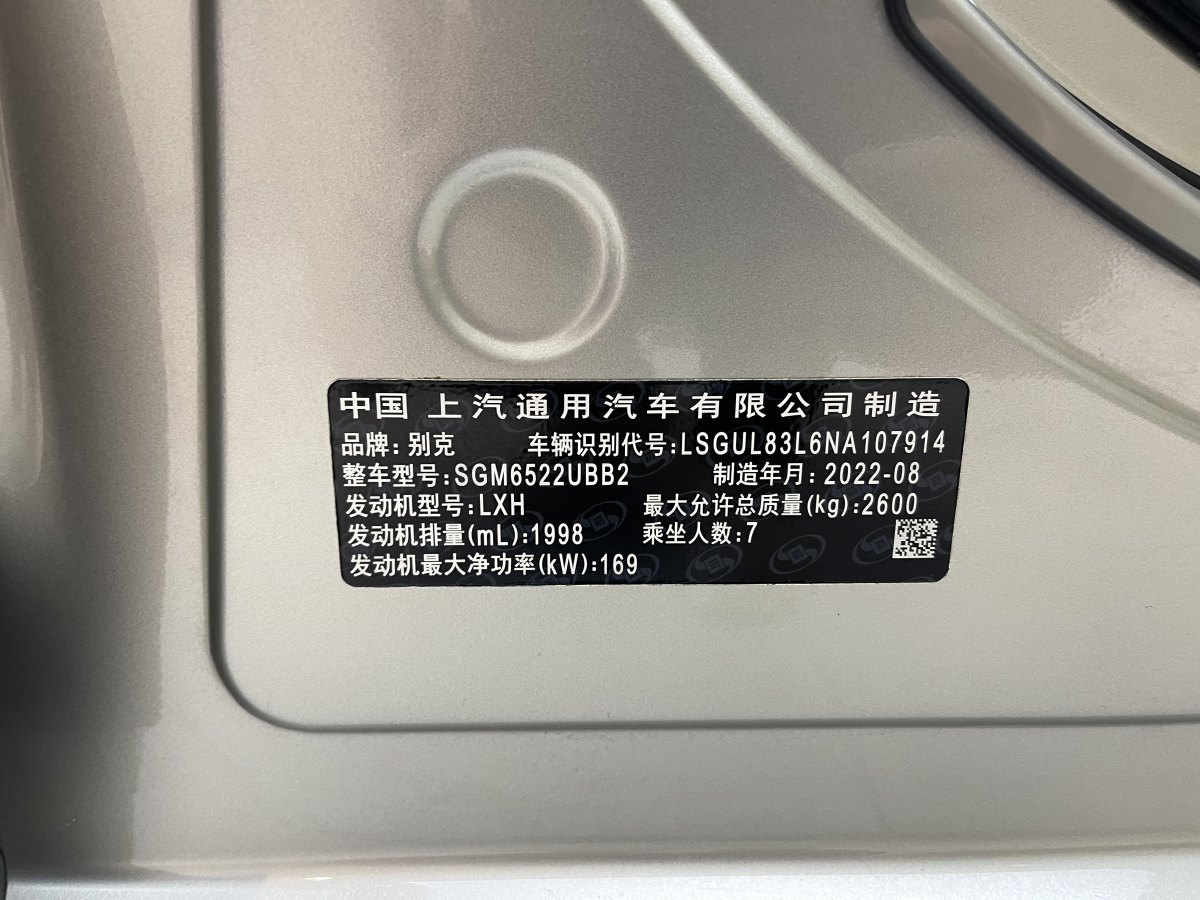 中国 上汽通用汽车有限公司制造
品牌: 别克 车辆识别代号:LSGUL83L6NA107914
整车型号:SGM6522UBB2 制造年月: 2022-08
发动机型号:LXH 最大允许总质量(kg):2600
发动机排量(mL):1998 乘坐人数:7
发动机最大净功率(kW):169